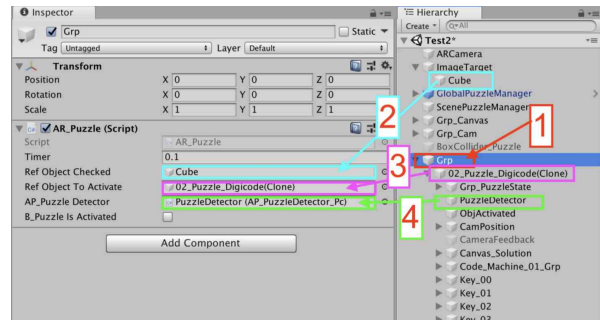 Inspector
Grp
Static
Tag Untagged
Layer Default
Transform
Position X 0 Y 0 Z 0
Rotation X 0 Y 0 Z 0
Scale X 1 Y 1 Z 1
AR_Puzzle (Script)
Script AR_Puzzle
Timer 0.1
Ref Object Checked Cube
Ref Object To Activate 02_Puzzle_Digicode(Clone)
AP_Puzzle Detector PuzzleDetector (AP_PuzzleDetector_Pc)
B_Puzzle Is Activated
Add Component
2
3
4
1
Hierarchy
Create Q▾All
Test2*
ARCamera
ImageTarget
Cube
GlobalPuzzleManager
ScenePuzzleManager
Grp_Canvas
Grp_Cam
BoxCollider_Puzzle
Grp
02_Puzzle_Digicode(Clone)
Grp_PuzzleState
PuzzleDetector
ObjActivated
CamPosition
CameraFeedback
Canvas_Solution
Code_Machine_01_Grp
Key_00
Key_01
Key_02
Key_03